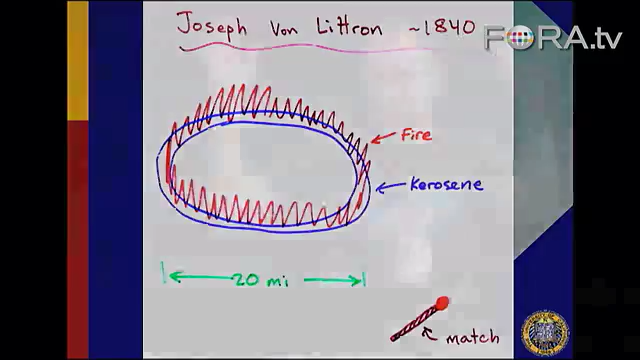 Joseph Von Littron ~1840
FORA.tv
Fire
Kerosene
20 mi
match